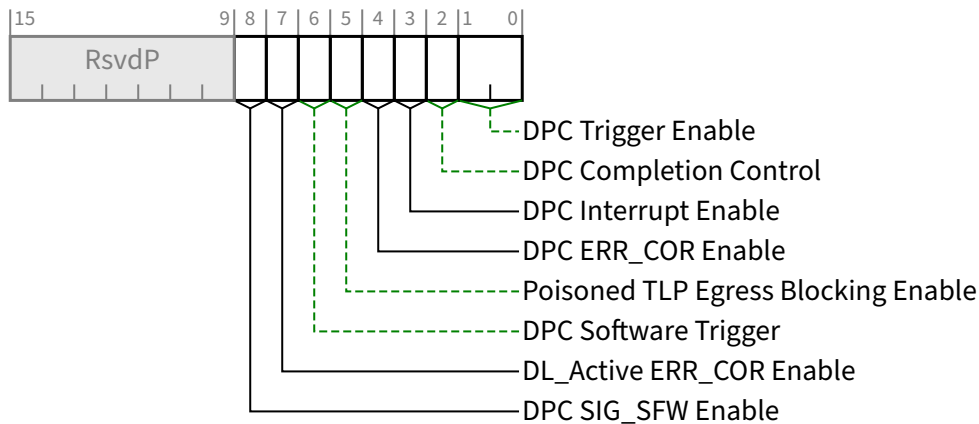 15 9 8 7 6 5 4 3 2 1 0
RsvdP
DPC Trigger Enable
DPC Completion Control
DPC Interrupt Enable
DPC ERR_COR Enable
Poisoned TLP Egress Blocking Enable
DPC Software Trigger
DL_Active ERR_COR Enable
DPC SIG_SFW Enable